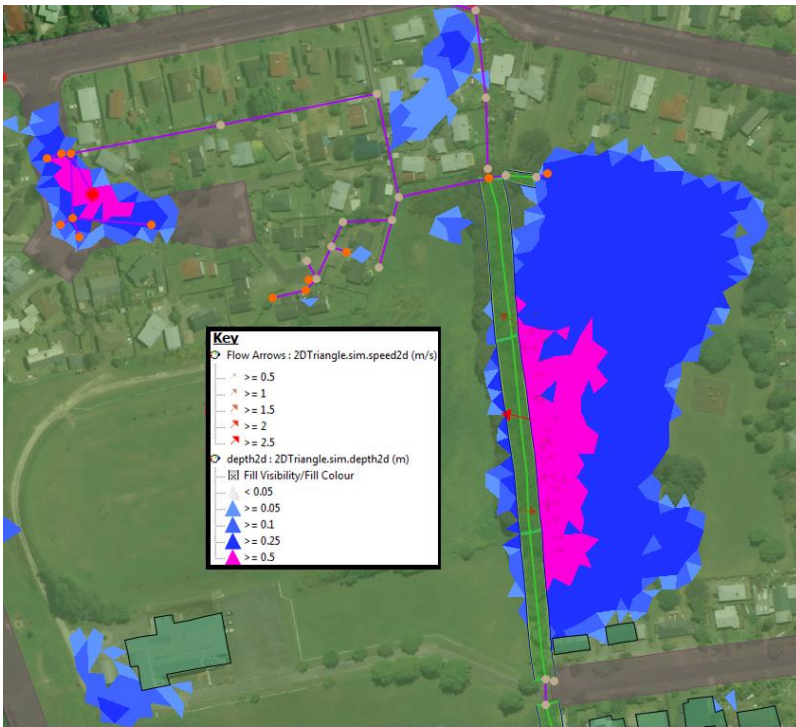 Key
Flow Arrows : 2DTriangle.sim.speed2d (m/s)
>= 0.5
>= 1
>= 1.5
>= 2
>= 2.5
depth2d : 2DTriangle.sim.depth2d (m)
Fill Visibility/Fill Colour
< 0.05
>= 0.05
>= 0.1
>= 0.25
>= 0.5